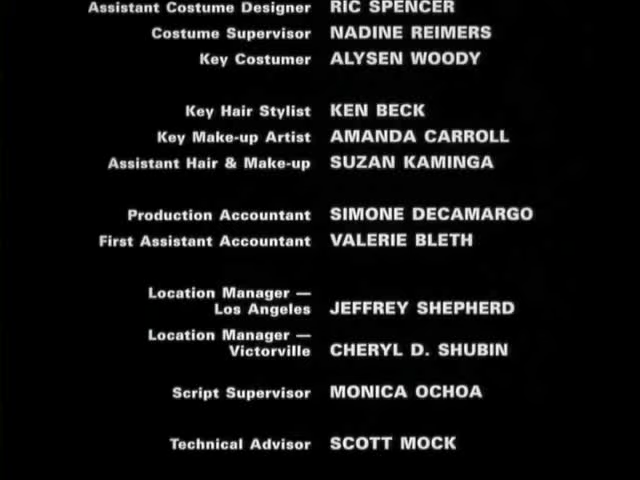 Assistant Costume Designer RIC SPENCER
Costume Supervisor NADINE REIMERS
Key Costumer ALYSEN WOODY
Key Hair Stylist KEN BECK
Key Make-up Artist AMANDA CARROLL
Assistant Hair & Make-up SUZAN KAMINGA
Production Accountant SIMONE DECAMARGO
First Assistant Accountant VALERIE BLETH
Location Manager —
Los Angeles JEFFREY SHEPHERD
Location Manager —
Victorville CHERYL D. SHUBIN
Script Supervisor MONICA OCHOA
Technical Advisor SCOTT MOCK